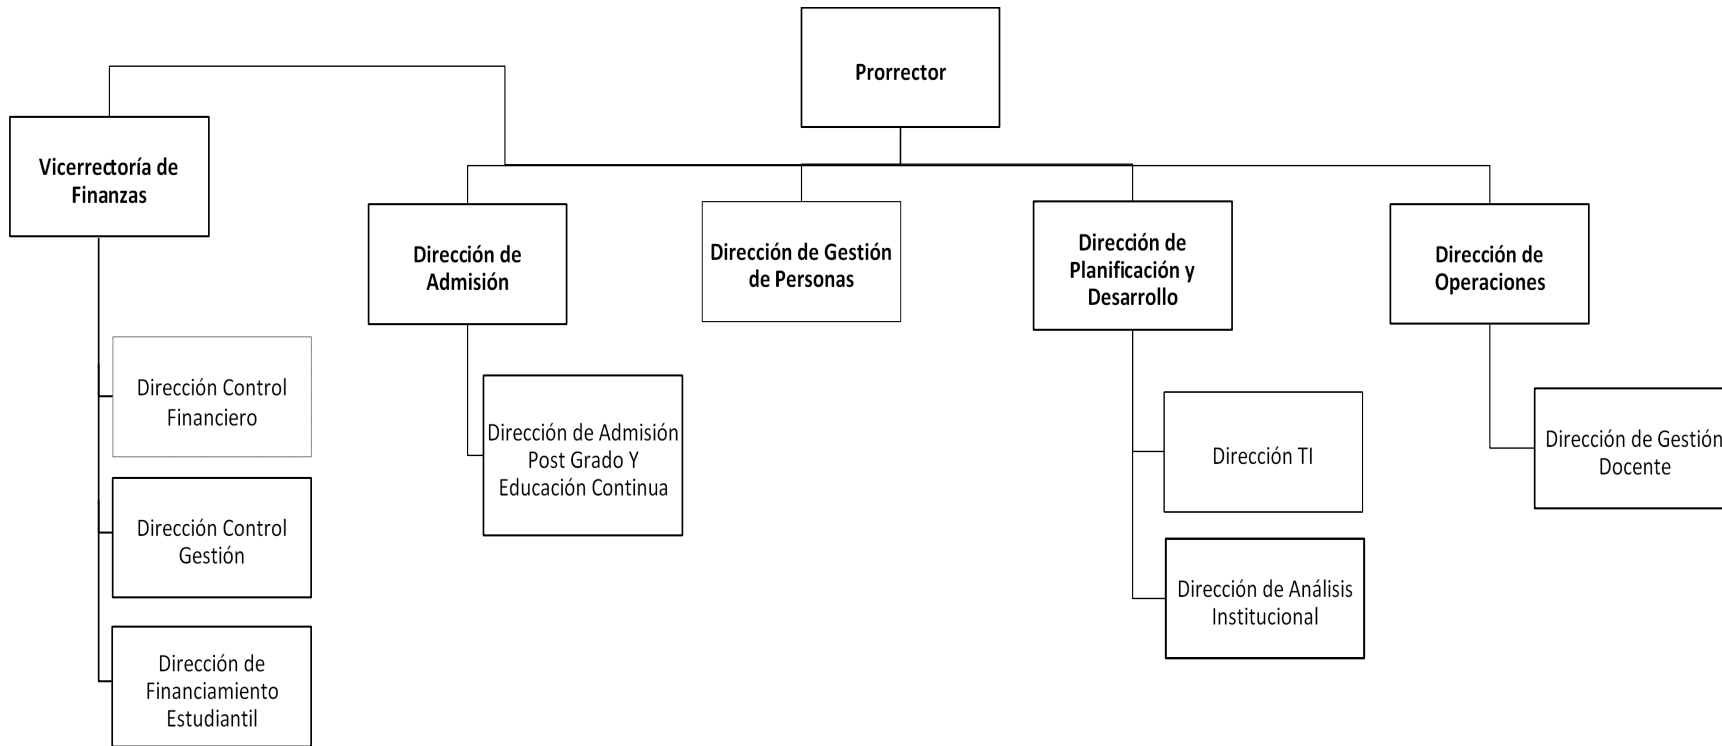 Prorrector
Vicerrectoría de
Finanzas
Dirección de
Admisión
Dirección de Gestión
de Personas
Dirección de
Planificación y
Desarrollo
Dirección de
Operaciones
Dirección Control
Financiero
Dirección Control
Gestión
Dirección de
Financiamiento
Estudiantil
Dirección de Admisión
Post Grado Y
Educación Continua
Dirección TI
Dirección de Análisis
Institucional
Dirección de Gestión
Docente